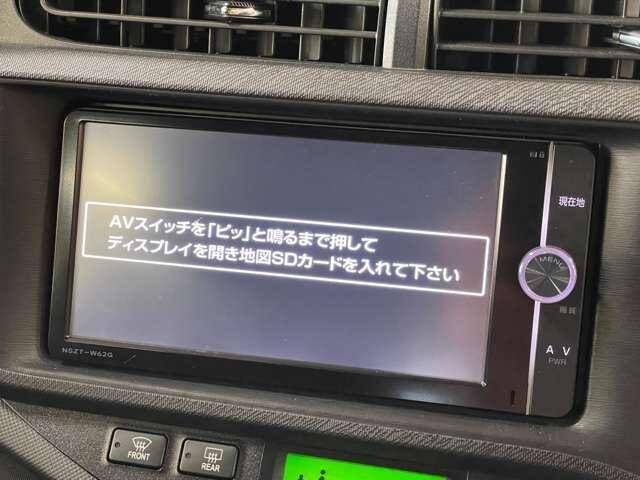 現在地
AVスイッチを「ピッ」と鳴るまで押して
ディスプレイを開き地図SDカードを入れて下さい
MENU
NSZT-W62G
AV
PWR
FRONT
REAR